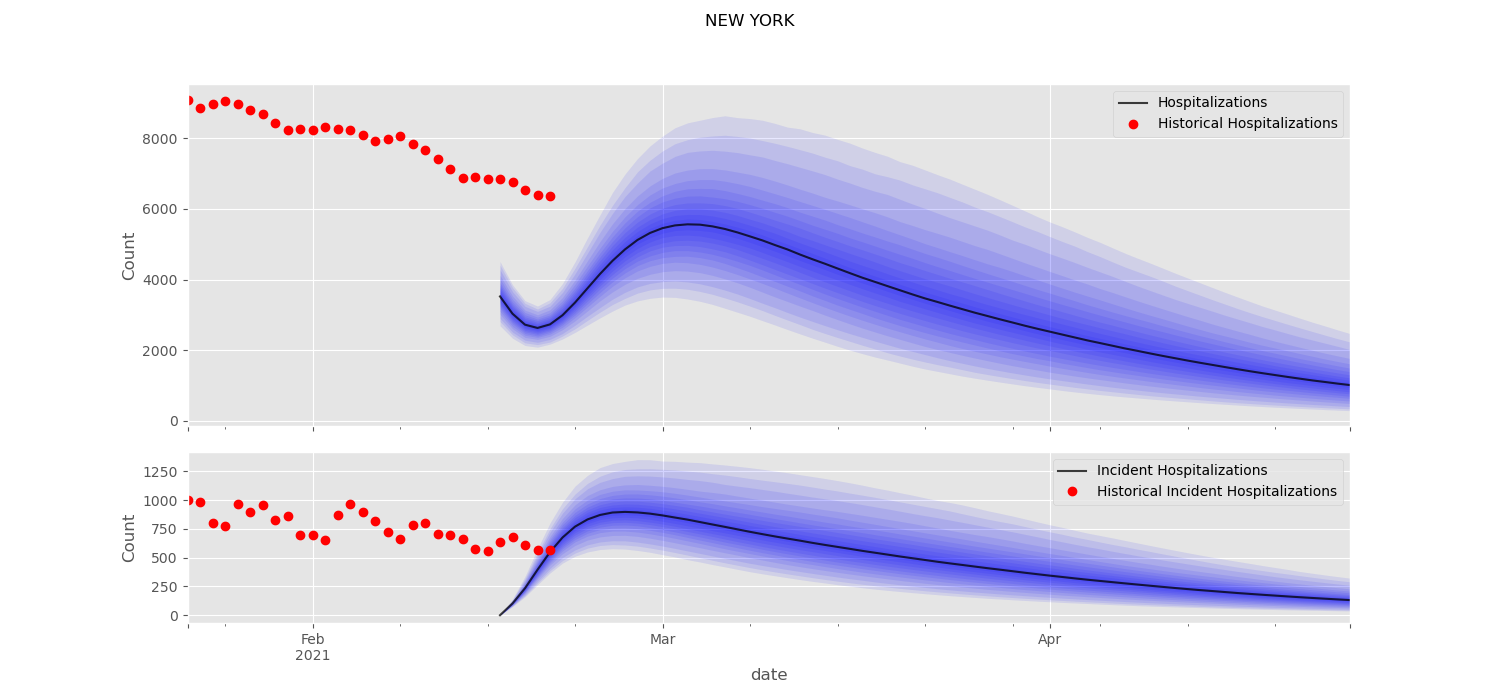 NEW YORK
Hospitalizations
Historical Hospitalizations
8000
6000
4000
2000
0
Count
Incident Hospitalizations
Historical Incident Hospitalizations
1250
1000
750
500
250
0
Count
Feb
2021
Mar
Apr
date